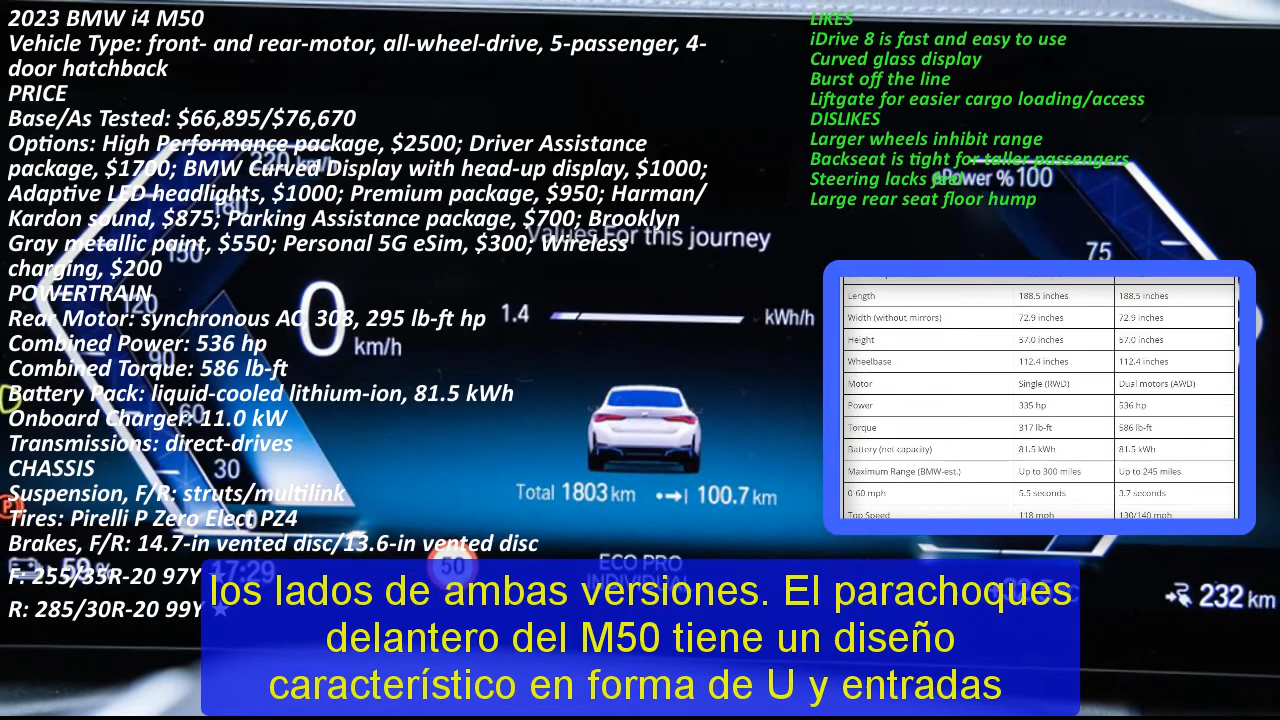 2023 BMW i4 M50
Vehicle Type: front- and rear-motor, all-wheel-drive, 5-passenger, 4-
door hatchback
PRICE
Base/As Tested: $66,895/$76,670
Options: High Performance package, $2500; Driver Assistance
package, $1700; BMW Curved Display with head-up display, $1000;
Adaptive LED headlights, $1000; Premium package, $950; Harman/
Kardon sound, $875; Parking Assistance package, $700; Brooklyn
Gray metallic paint, $550; Personal 5G eSim, $300; Wireless
charging, $200
POWERTRAIN
Rear Motor: synchronous AC, 308, 295 lb-ft hp
Combined Power: 536 hp
Combined Torque: 586 lb-ft
Battery Pack: liquid-cooled lithium-ion, 81.5 kWh
Onboard Charger: 11.0 kW
Transmissions: direct-drives
CHASSIS
Suspension, F/R: struts/multilink
Tires: Pirelli P Zero Elect PZ4
Brakes, F/R: 14.7-in vented disc/13.6-in vented disc
F: 255/35R-20 97Y ★
R: 285/30R-20 99Y ★
LIKES
iDrive 8 is fast and easy to use
Curved glass display
Burst off the line
Liftgate for easier cargo loading/access
DISLIKES
Larger wheels inhibit range
Backseat is tight for taller passengers
Steering lacks feel
Large rear seat floor hump
220 km/h
180
150
120
90
60
30
0
0
km/h
Values For this journey
1.4 kWh/h
Total 1803 km 100.7 km
ECO PRO
INDIVIDUAL
Power % 100
75
59 %
17:29
50
232 km
Length 188.5 inches 188.5 inches
Width (without mirrors) 72.9 inches 72.9 inches
Height 57.0 inches 57.0 inches
Wheelbase 112.4 inches 112.4 inches
Motor Single (RWD) Dual motors (AWD)
Power 335 hp 536 hp
Torque 317 lb-ft 586 lb-ft
Battery (net capacity) 81.5 kWh 81.5 kWh
Maximum Range (BMW-est.) Up to 300 miles Up to 245 miles
0-60 mph 5.5 seconds 3.7 seconds
Top Speed 118 mph 130/140 mph
los lados de ambas versiones. El parachoques
delantero del M50 tiene un diseño
característico en forma de U y entradas